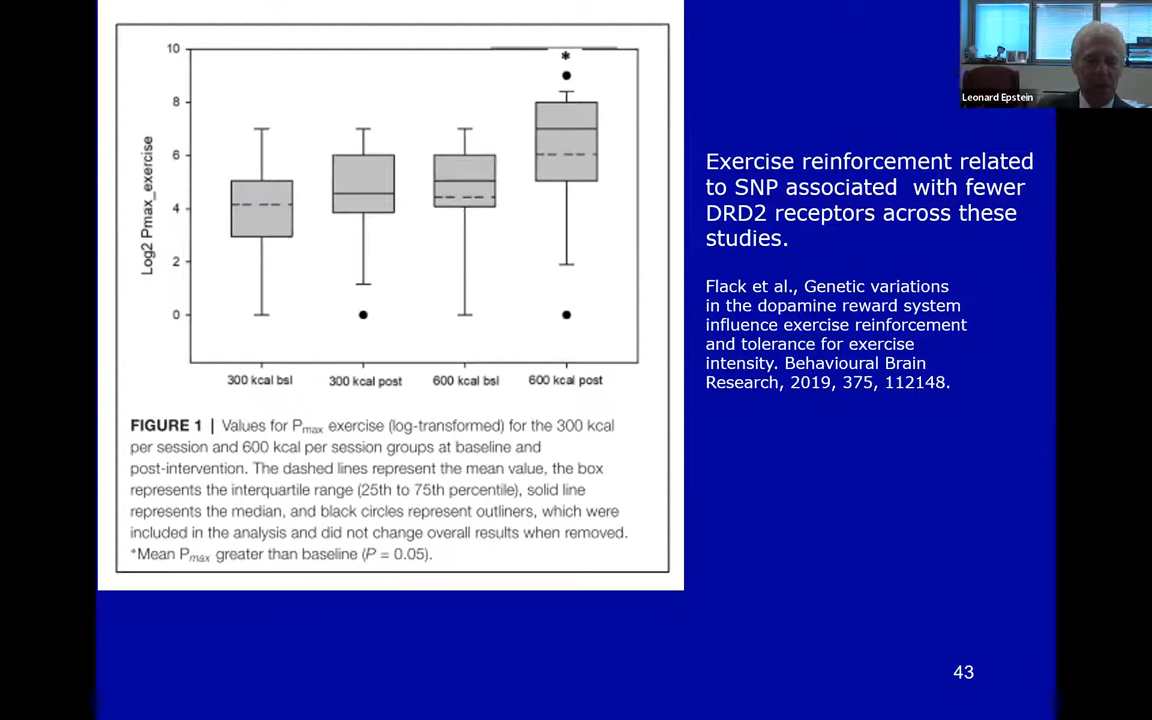 10
8
6
4
2
0
Log2 Pmax_exercise
*
300 kcal bsl
300 kcal post
600 kcal bsl
600 kcal post
FIGURE 1 | Values for Pmax exercise (log-transformed) for the 300 kcal
per session and 600 kcal per session groups at baseline and
post-intervention. The dashed lines represent the mean value, the box
represents the interquartile range (25th to 75th percentile), solid line
represents the median, and black circles represent outliners, which were
included in the analysis and did not change overall results when removed.
*Mean Pmax greater than baseline (P = 0.05).
Leonard Epstein
Exercise reinforcement related
to SNP associated with fewer
DRD2 receptors across these
studies.
Flack et al., Genetic variations
in the dopamine reward system
influence exercise reinforcement
and tolerance for exercise
intensity. Behavioural Brain
Research, 2019, 375, 112148.
43